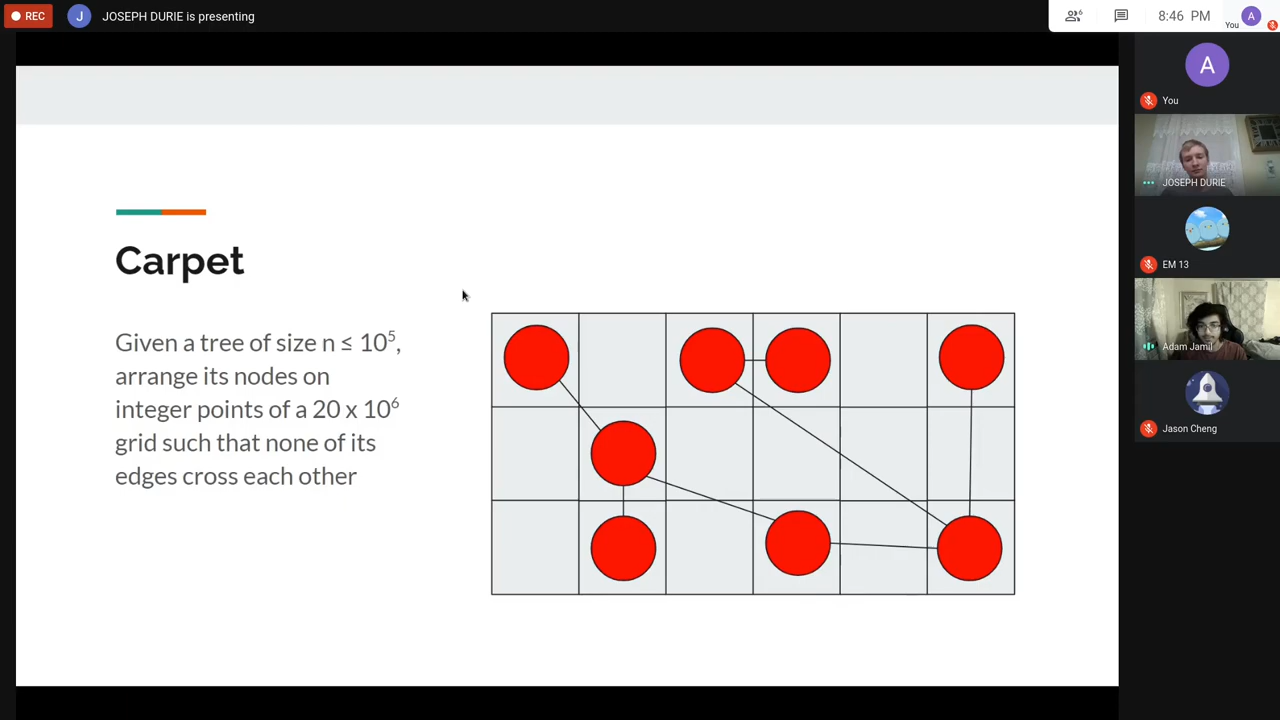 REC
J JOSEPH DURIE is presenting
6
8:46 PM
You
A
A
You
JOSEPH DURIE
EM 13
Adam Jamil
Jason Cheng
Carpet
Given a tree of size n ≤ 10⁵,
arrange its nodes on
integer points of a 20 x 10⁶
grid such that none of its
edges cross each other